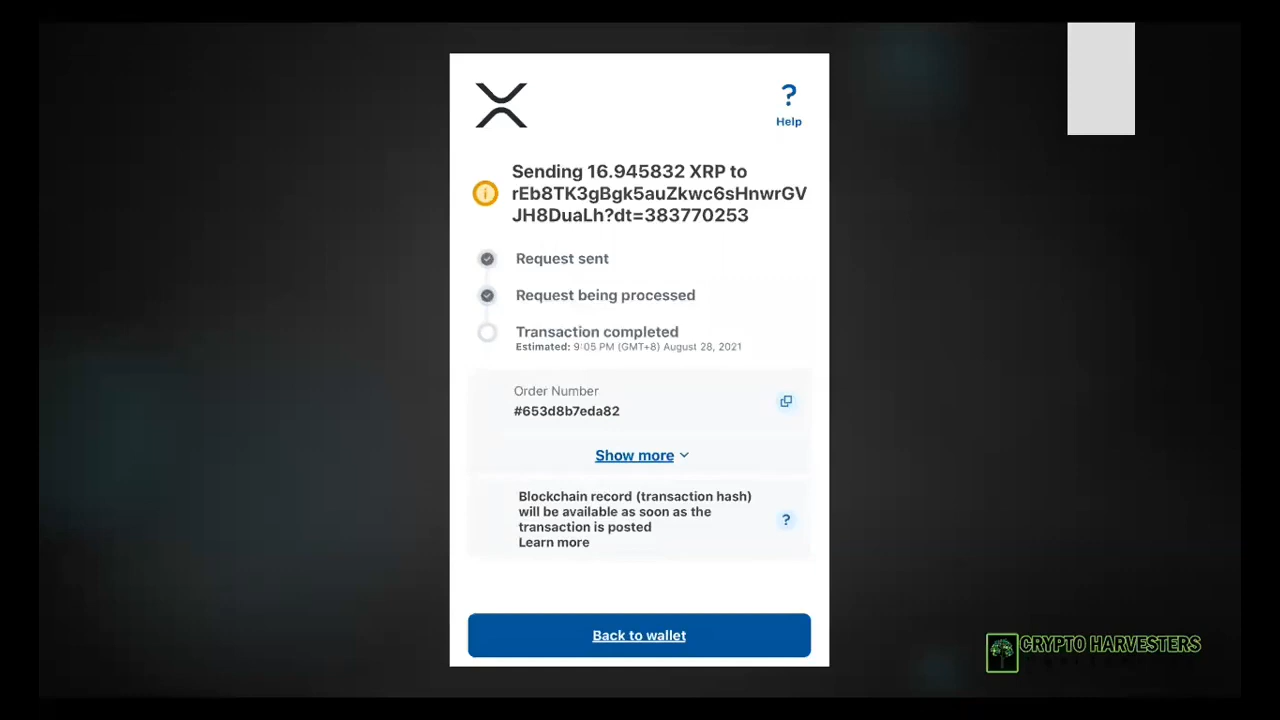 ?
Help
Sending 16.945832 XRP to
rEb8TK3gBgk5auZkwc6sHnwrGV
JH8DuaLh?dt=383770253
Request sent
Request being processed
Transaction completed
Estimated: 9:05 PM (GMT+8) August 28, 2021
Order Number
#653d8b7eda82
Show more
Blockchain record (transaction hash)
will be available as soon as the
transaction is posted
?
Learn more
Back to wallet
CRYPTO HARVESTERS